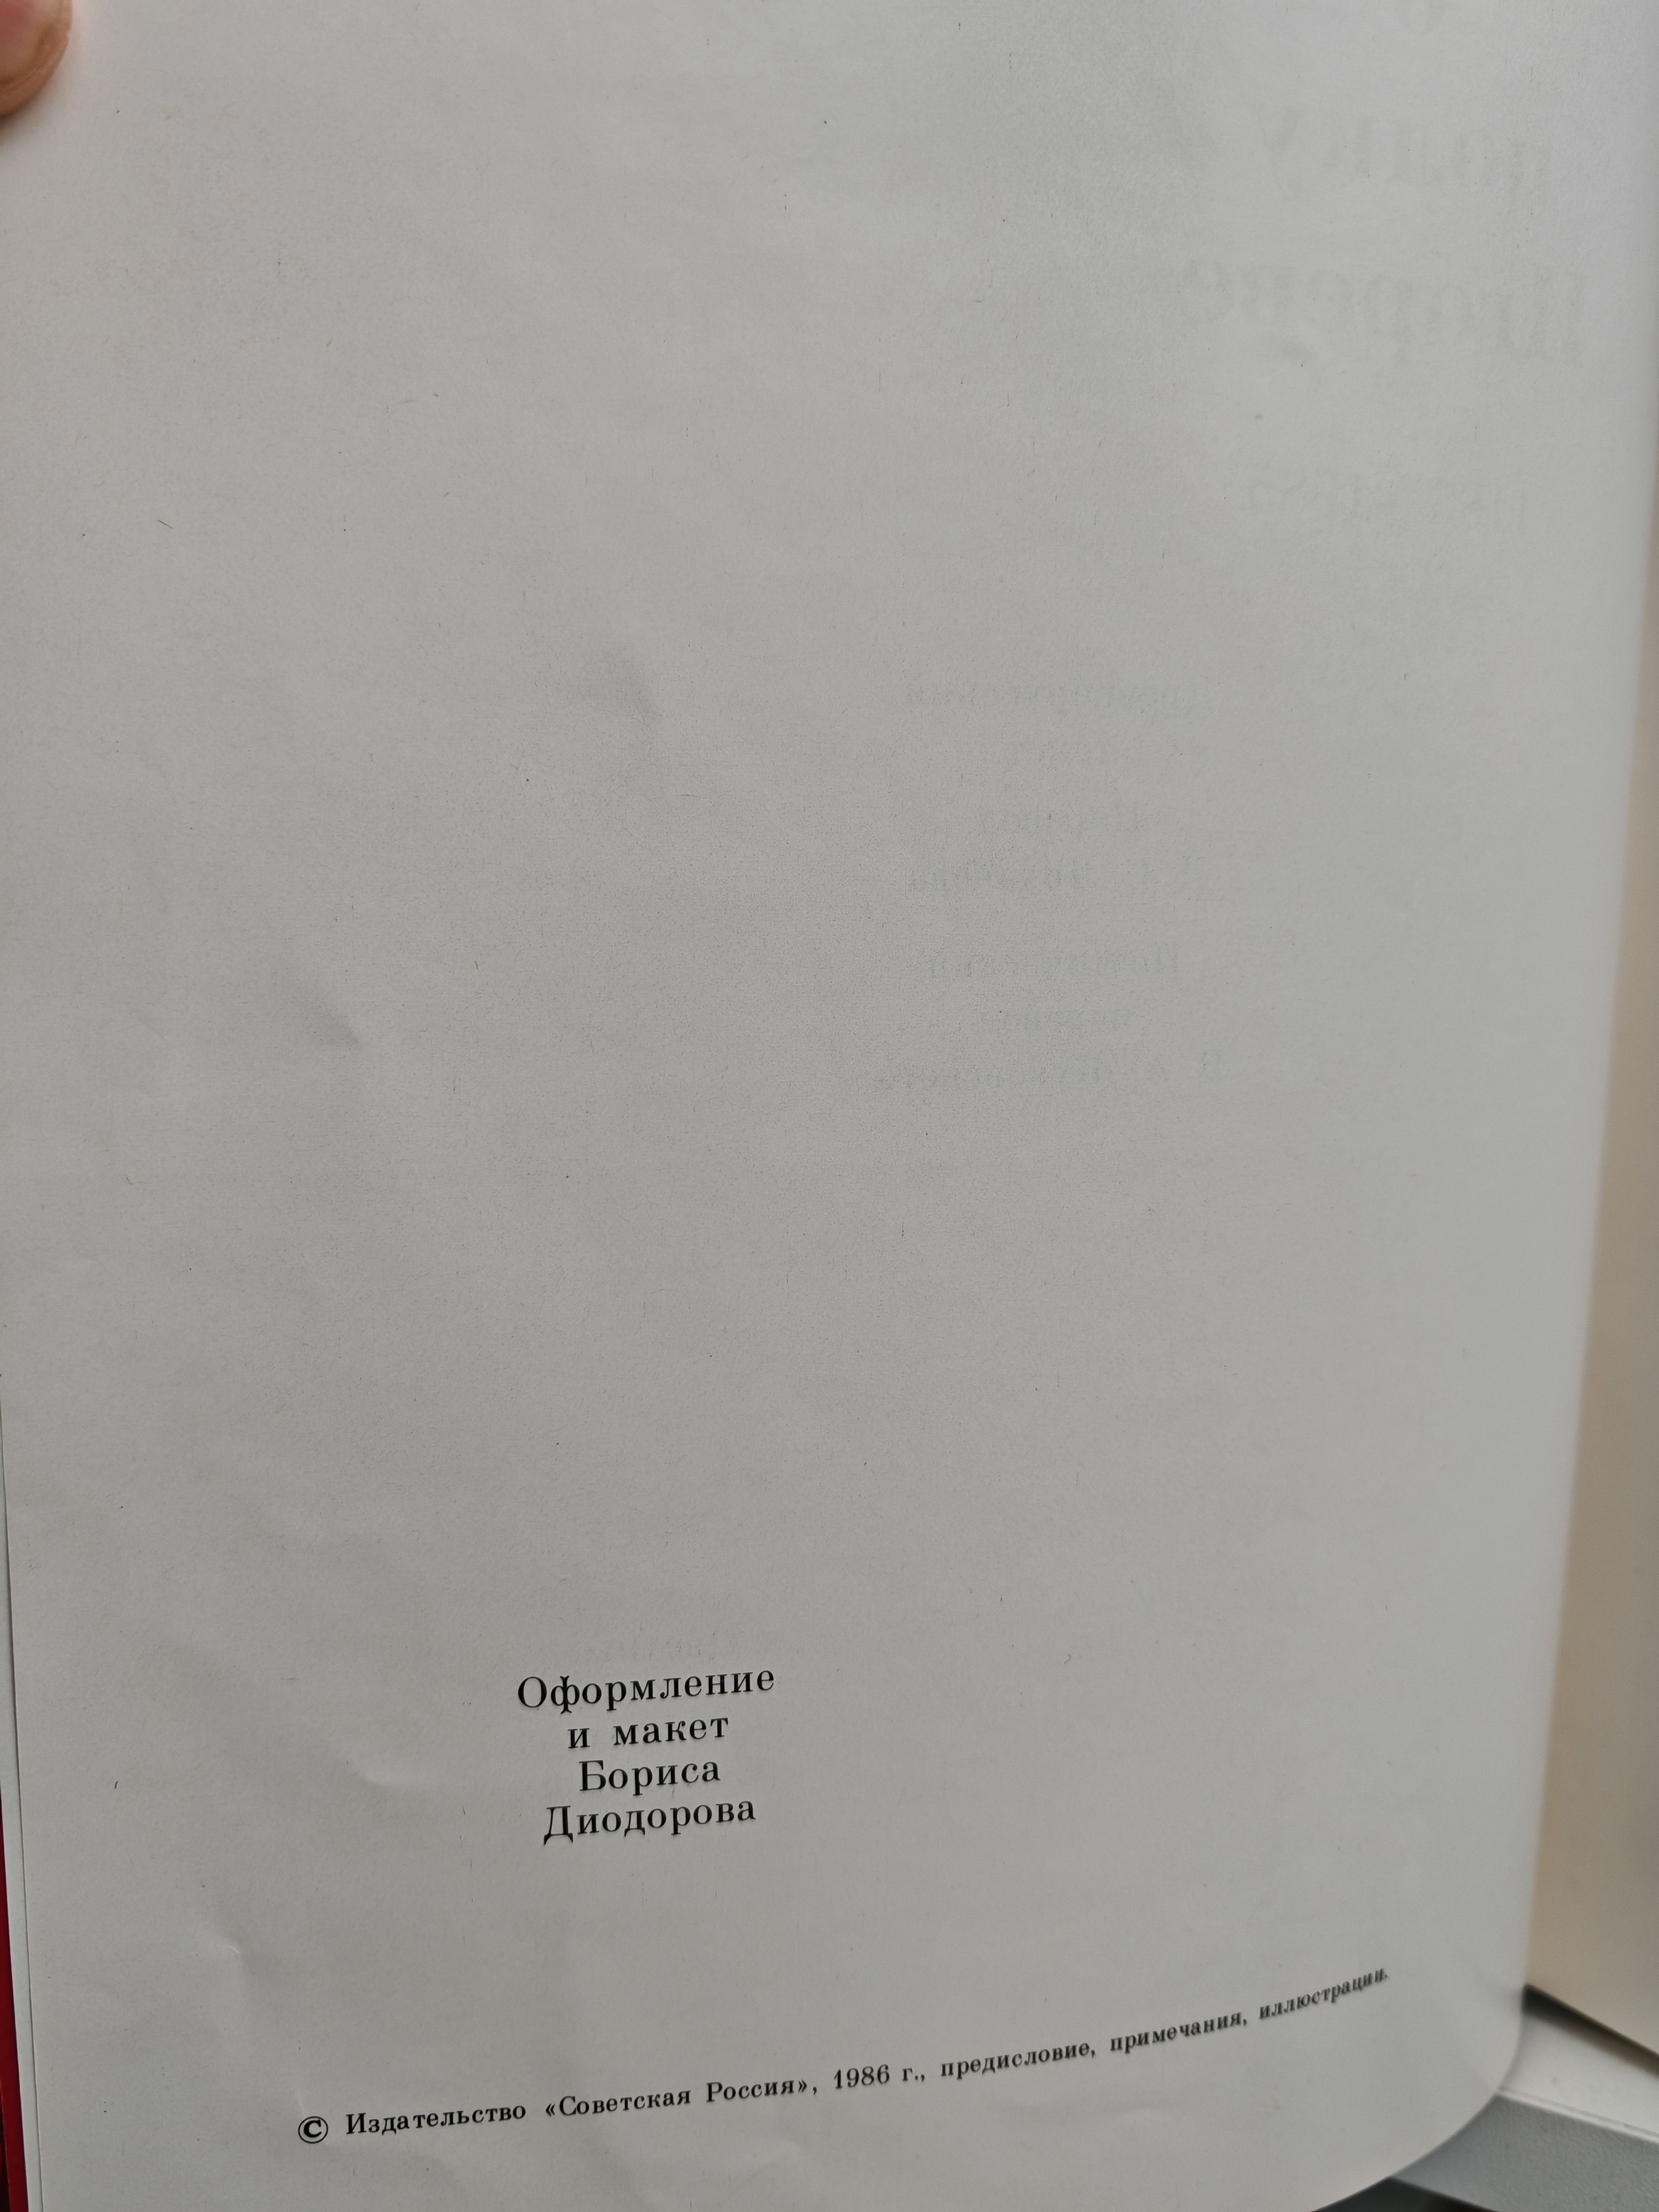 Оформление
и макет
Бориса
Диодорова
© Издательство «Советская Россия», 1986 г., предисловие, примечания, иллюстрации.